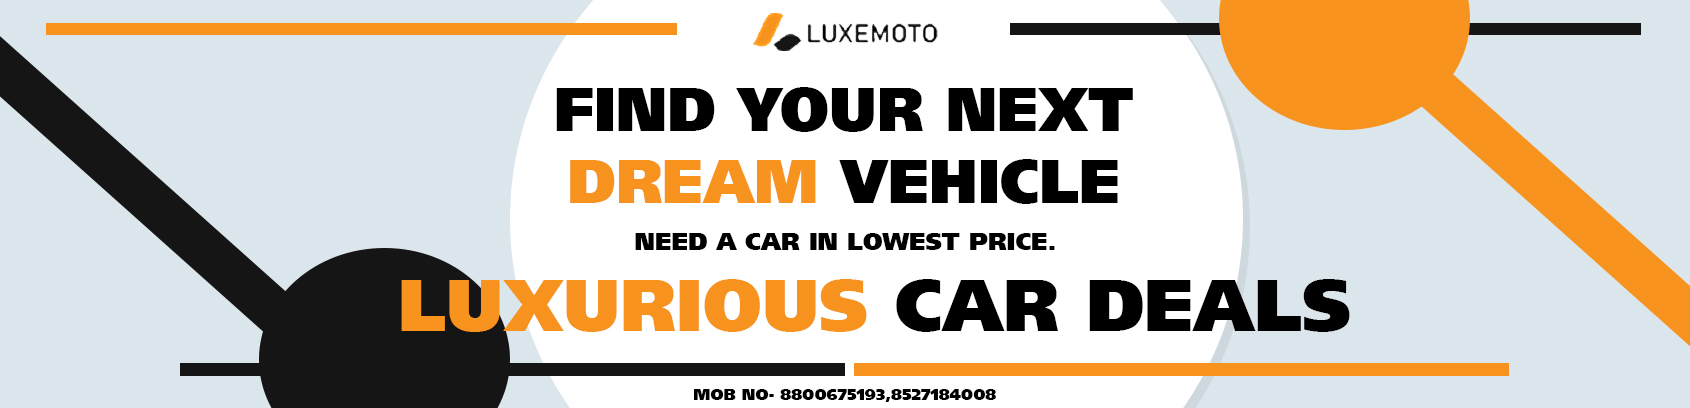 LUXEMOTO
FIND YOUR NEXT
DREAM VEHICLE
NEED A CAR IN LOWEST PRICE.
LUXURIOUS CAR DEALS
MOB NO- 8800675193,8527184008